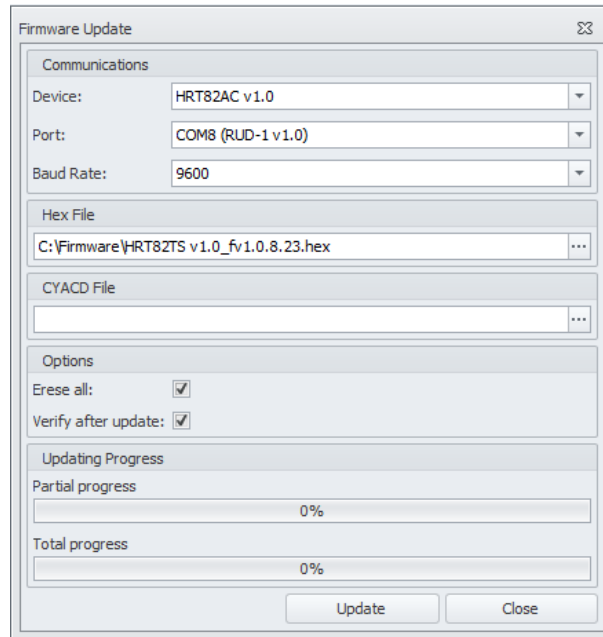 Firmware Update
Communications
Device: HRT82AC v1.0
Port: COM8 (RUD-1 v1.0)
Baud Rate: 9600
Hex File
C:\Firmware\HRT82TS v1.0_fv1.0.8.23.hex
...
CYACD File
...
Options
Erese all:
Verify after update:
Updating Progress
Partial progress
0%
Total progress
0%
Update Close